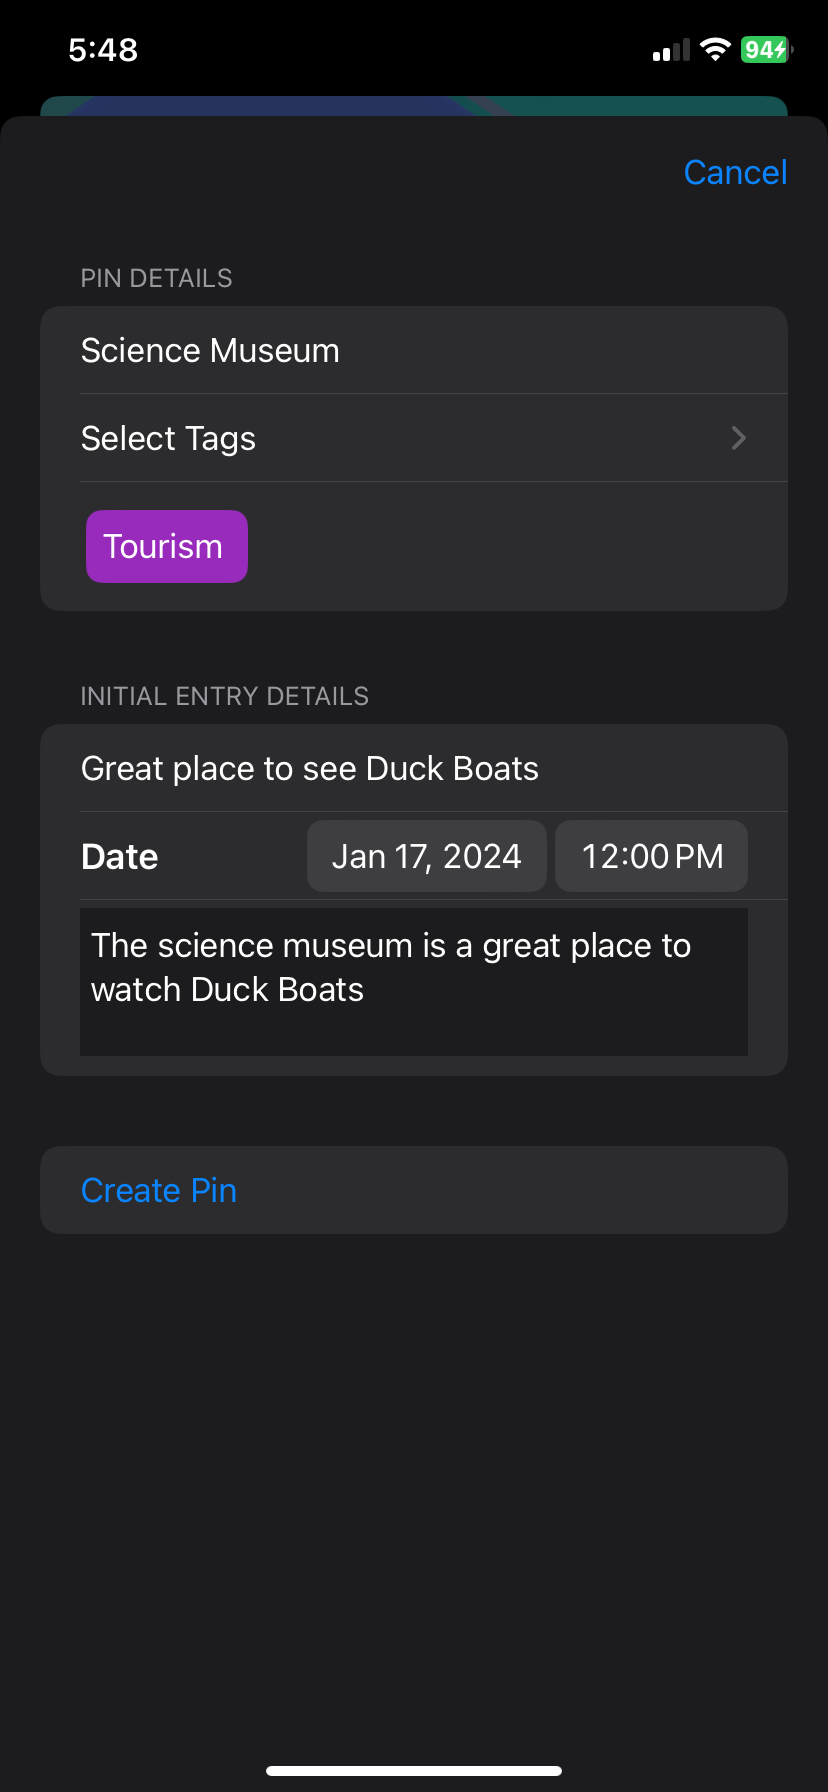 5:48
94
Cancel
PIN DETAILS
Science Museum
Select Tags
Tourism
INITIAL ENTRY DETAILS
Great place to see Duck Boats
Date Jan 17, 2024 12:00 PM
The science museum is a great place to
watch Duck Boats
Create Pin